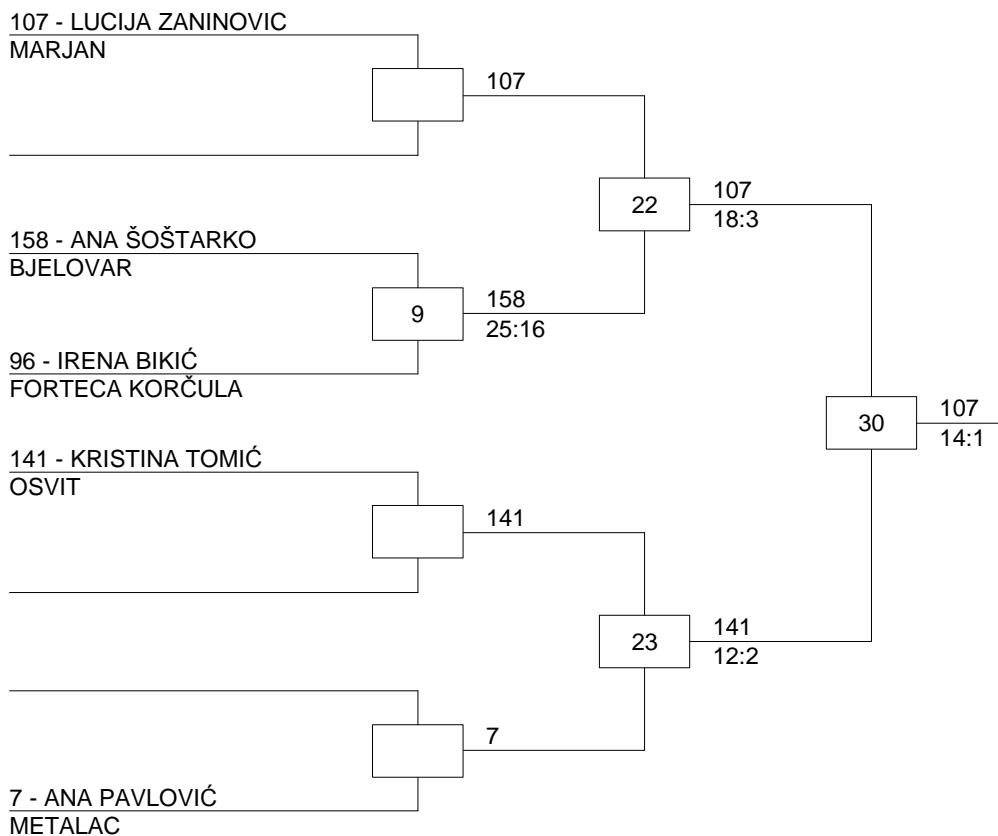 107 - LUCIJA ZANINOVIC
MARJAN
107
22
107
18:3
158 - ANA ŠOŠTARKO
BJELOVAR
9
158
25:16
96 - IRENA BIKIĆ
FORTECA KORČULA
30
107
14:1
141 - KRISTINA TOMIĆ
OSVIT
141
23
141
12:2
7
7 - ANA PAVLOVIĆ
METALAC